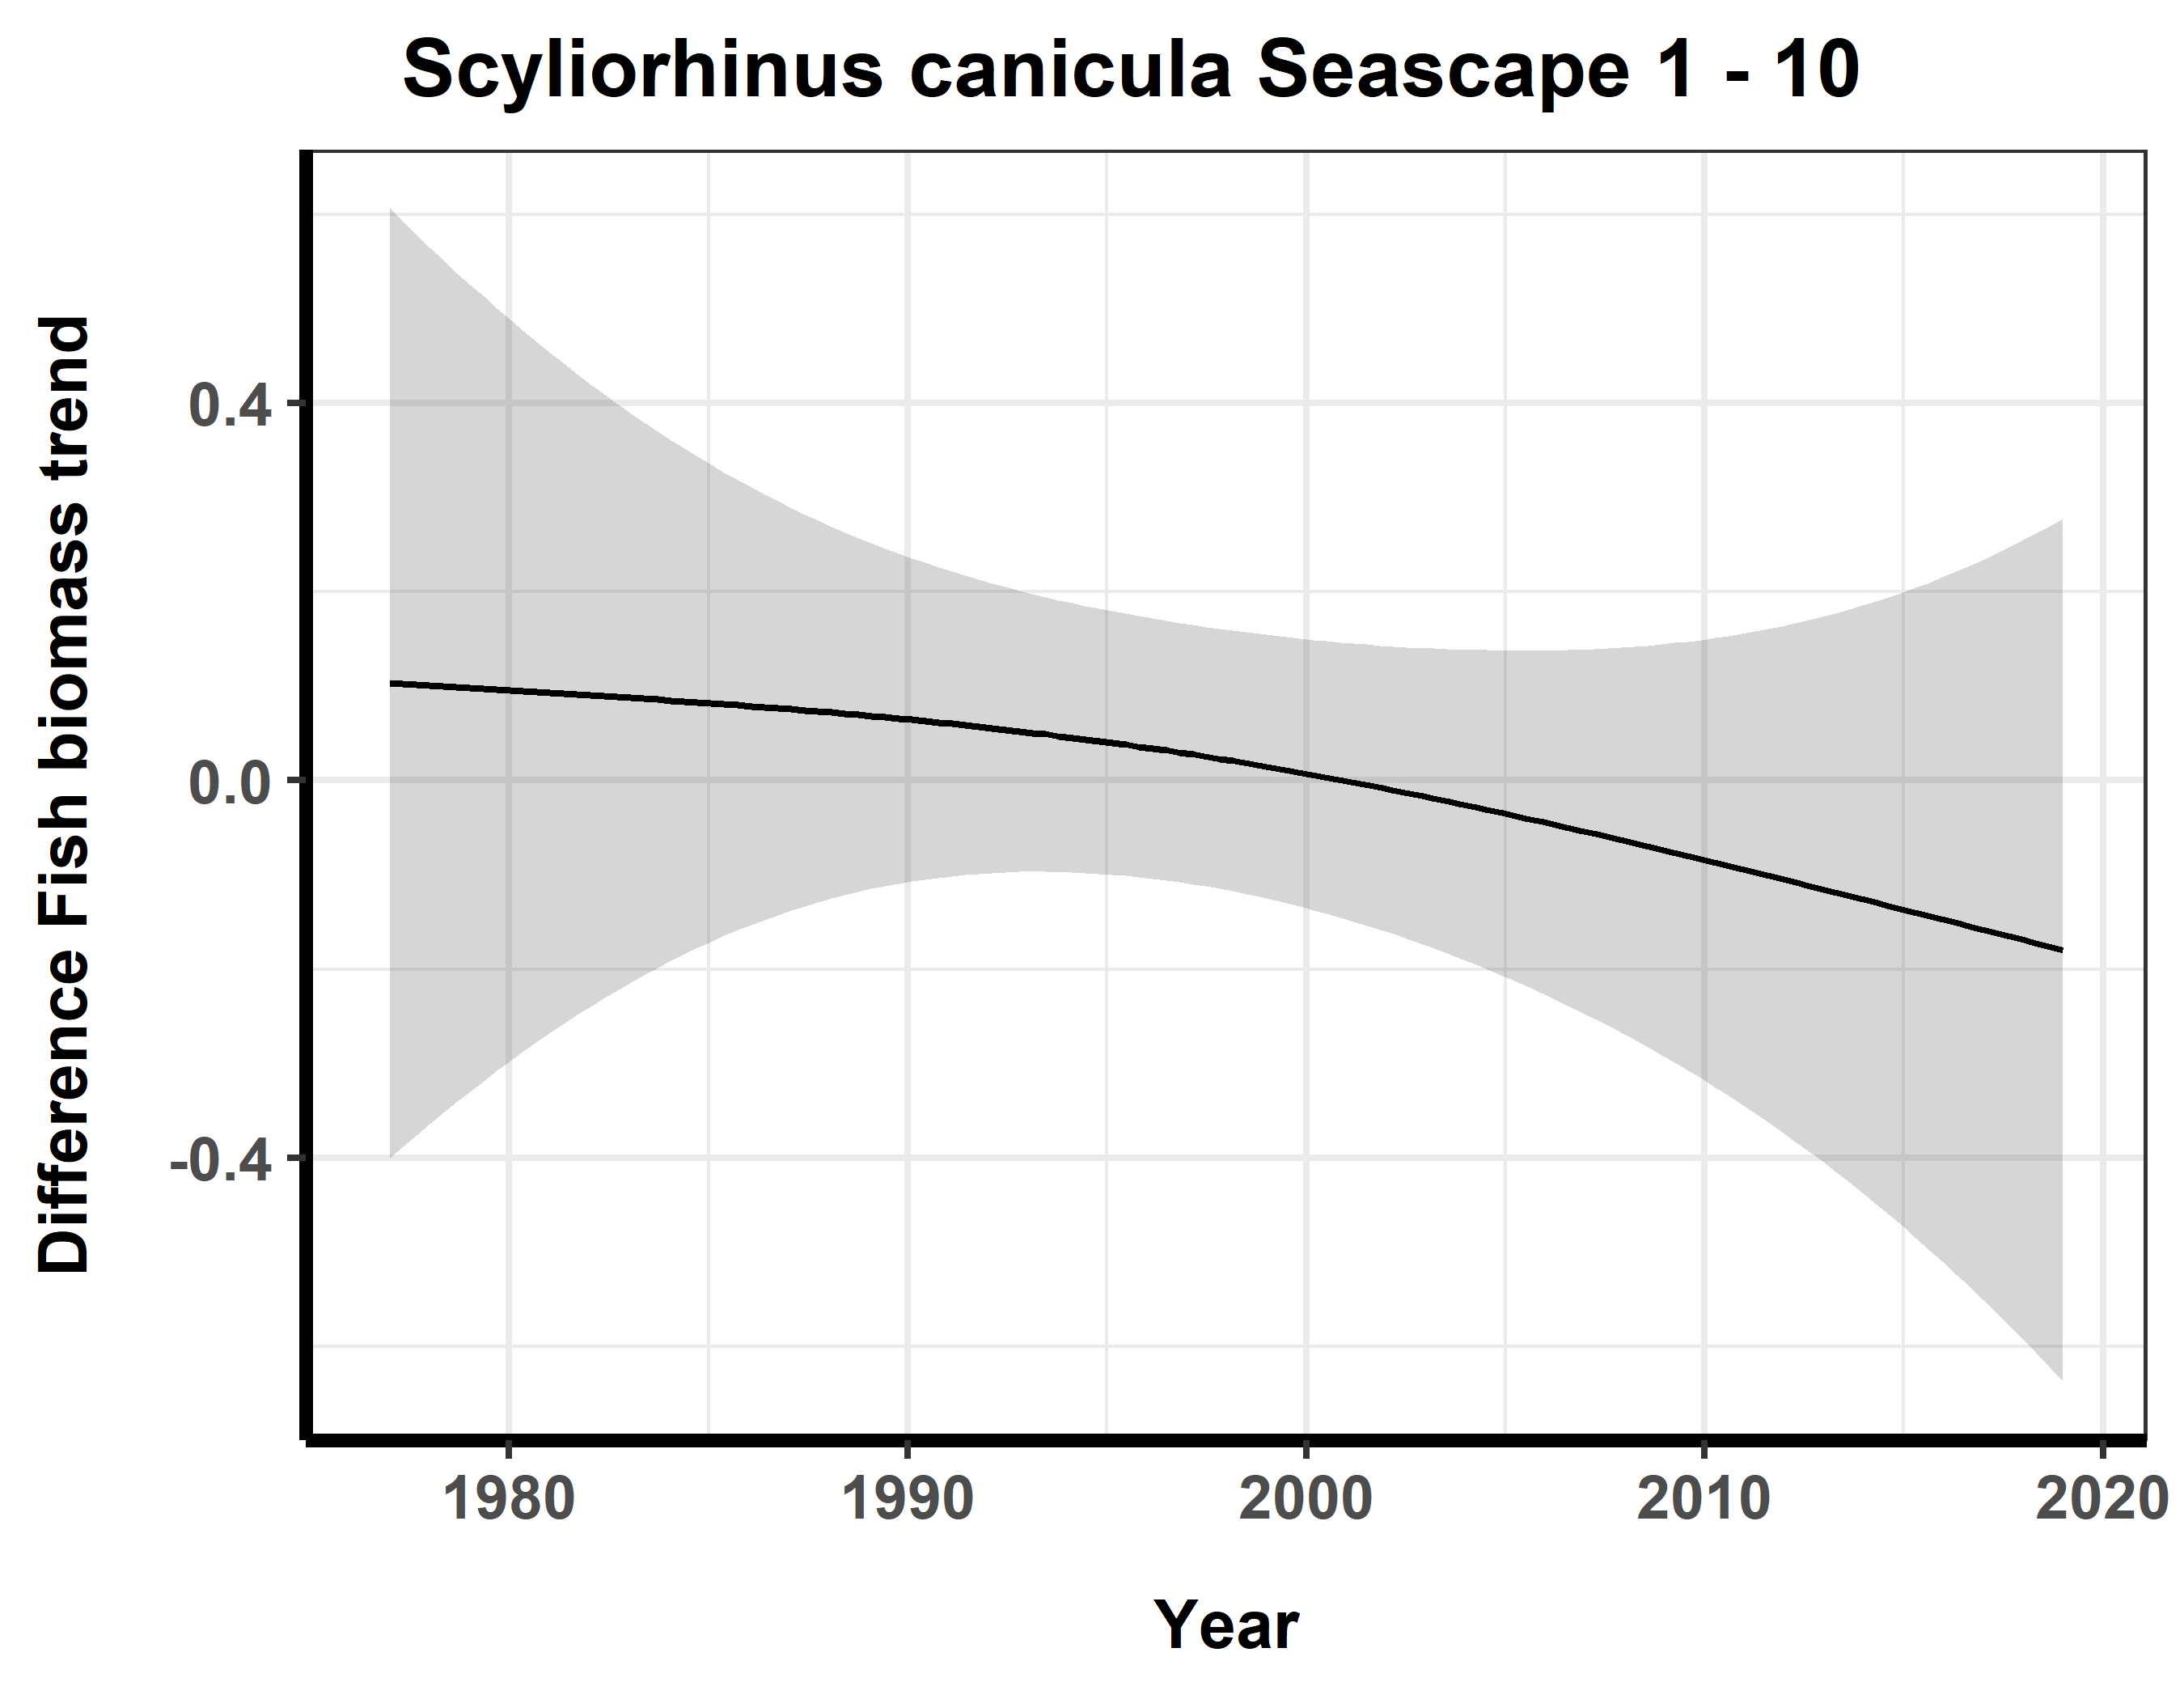 Scyliorhinus canicula Seascape 1 - 10
Difference Fish biomass trend
0.4
0.0
-0.4
1980 1990 2000 2010 2020
Year